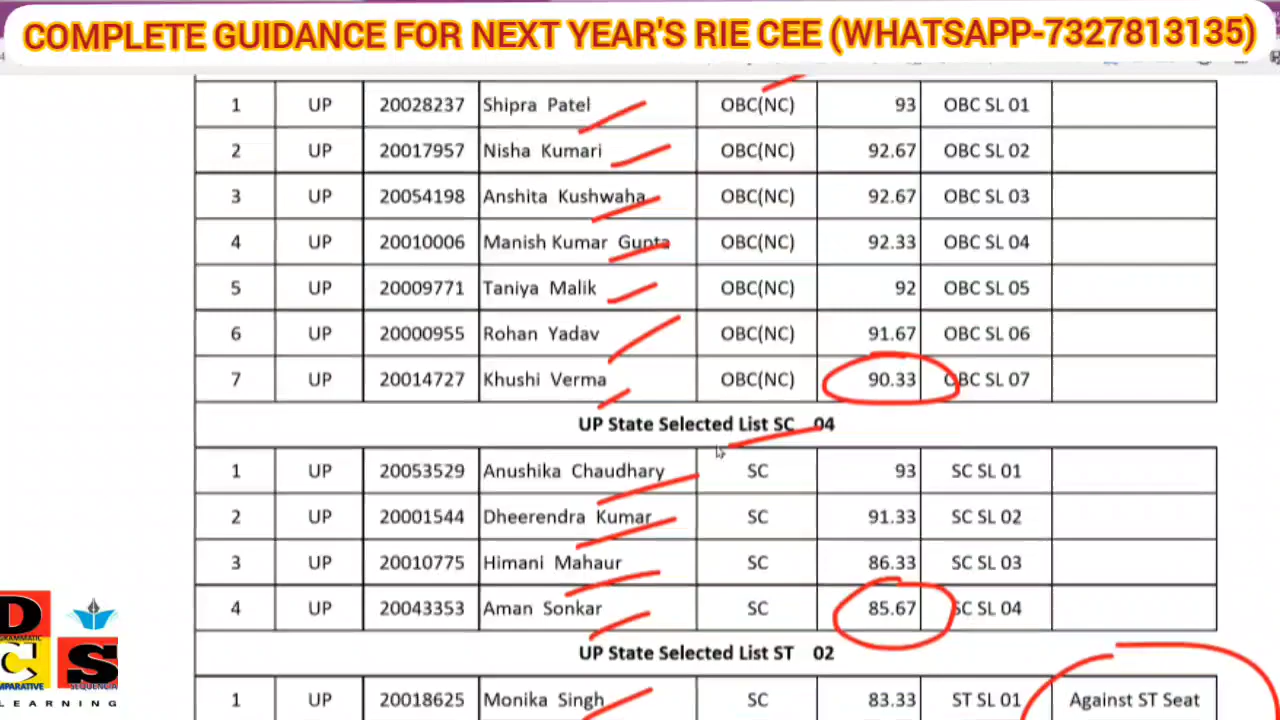 COMPLETE GUIDANCE FOR NEXT YEAR'S RIE CEE (WHATSAPP-7327813135)
1 UP 20028237 Shipra Patel OBC(NC) 93 OBC SL 01
2 UP 20017957 Nisha Kumari OBC(NC) 92.67 OBC SL 02
3 UP 20054198 Anshita Kushwaha OBC(NC) 92.67 OBC SL 03
4 UP 20010006 Manish Kumar Gupta OBC(NC) 92.33 OBC SL 04
5 UP 20009771 Taniya Malik OBC(NC) 92 OBC SL 05
6 UP 20000955 Rohan Yadav OBC(NC) 91.67 OBC SL 06
7 UP 20014727 Khushi Verma OBC(NC) 90.33 OBC SL 07
UP State Selected List SC 04
1 UP 20053529 Anushika Chaudhary SC 93 SC SL 01
2 UP 20001544 Dheerendra Kumar SC 91.33 SC SL 02
3 UP 20010775 Himani Mahaur SC 86.33 SC SL 03
4 UP 20043353 Aman Sonkar SC 85.67 SC SL 04
UP State Selected List ST 02
1 UP 20018625 Monika Singh SC 83.33 ST SL 01 Against ST Seat
D
C S
LEARNING